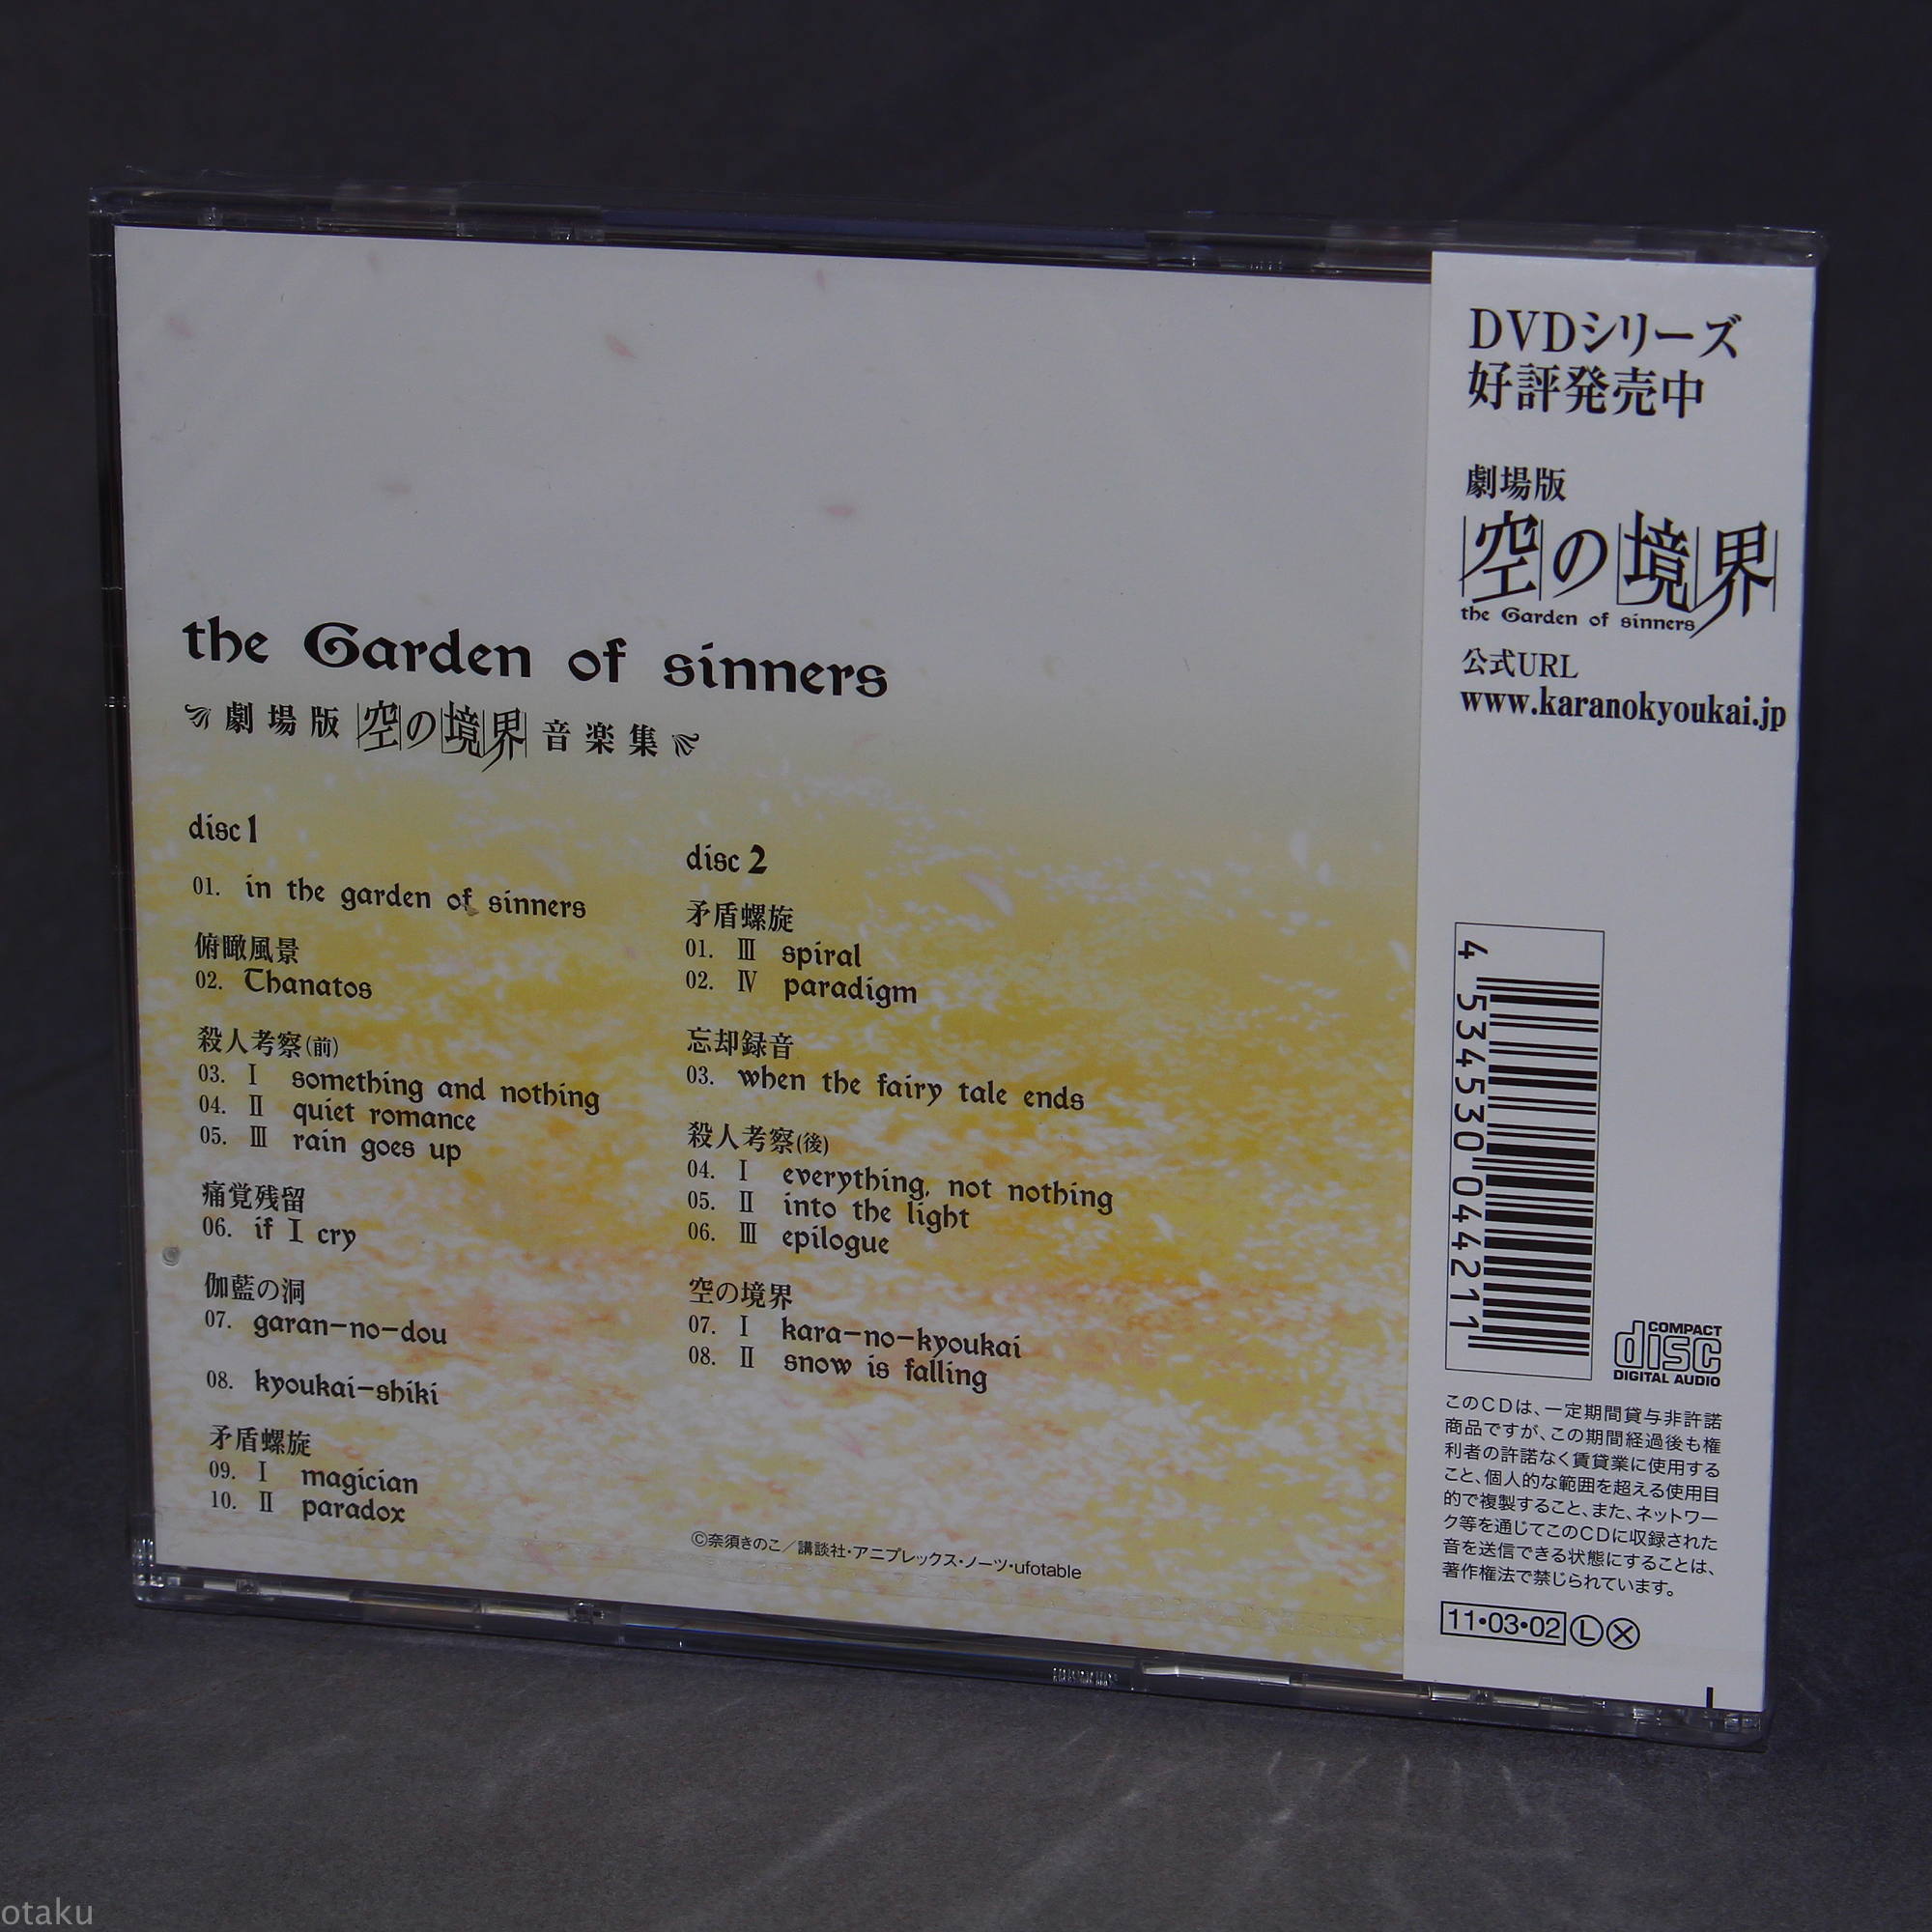 the Garden of sinners
劇場版 空の境界 音楽集
disc 1
01. in the garden of sinners
俯瞰風景
02. Thanatos
殺人考察(前)
03. Ⅰ something and nothing
04. Ⅱ quiet romance
05. Ⅲ rain goes up
痛覚残留
06. if I cry
伽藍の洞
07. garan-no-dou
08. kyoukai-shiki
矛盾螺旋
09. Ⅰ magician
10. Ⅱ paradox
disc 2
矛盾螺旋
01. Ⅲ spiral
02. Ⅳ paradigm
忘却録音
03. when the fairy tale ends
殺人考察(後)
04. Ⅰ everything, not nothing
05. Ⅱ into the light
06. Ⅲ epilogue
空の境界
07. Ⅰ kara-no-kyoukai
08. Ⅱ snow is falling
©奈須きのこ／講談社・アニプレックス・ノーツ・ufotable
DVDシリーズ
好評発売中
劇場版
空の境界
the Garden of sinners
公式URL
www.karanokyoukai.jp
4 534530 044211
COMPACT
disc
DIGITAL AUDIO
このCDは、一定期間貸与非許諾
商品ですが、この期間経過後も権
利者の許諾なく賃貸業に使用する
こと、個人的な範囲を超える使用目
的で複製すること、また、ネットワー
ク等を通じてこのCDに収録された
音を送信できる状態にすることは、
著作権法で禁じられています。
11・03・02 Ⓛ Ⓧ
otaku